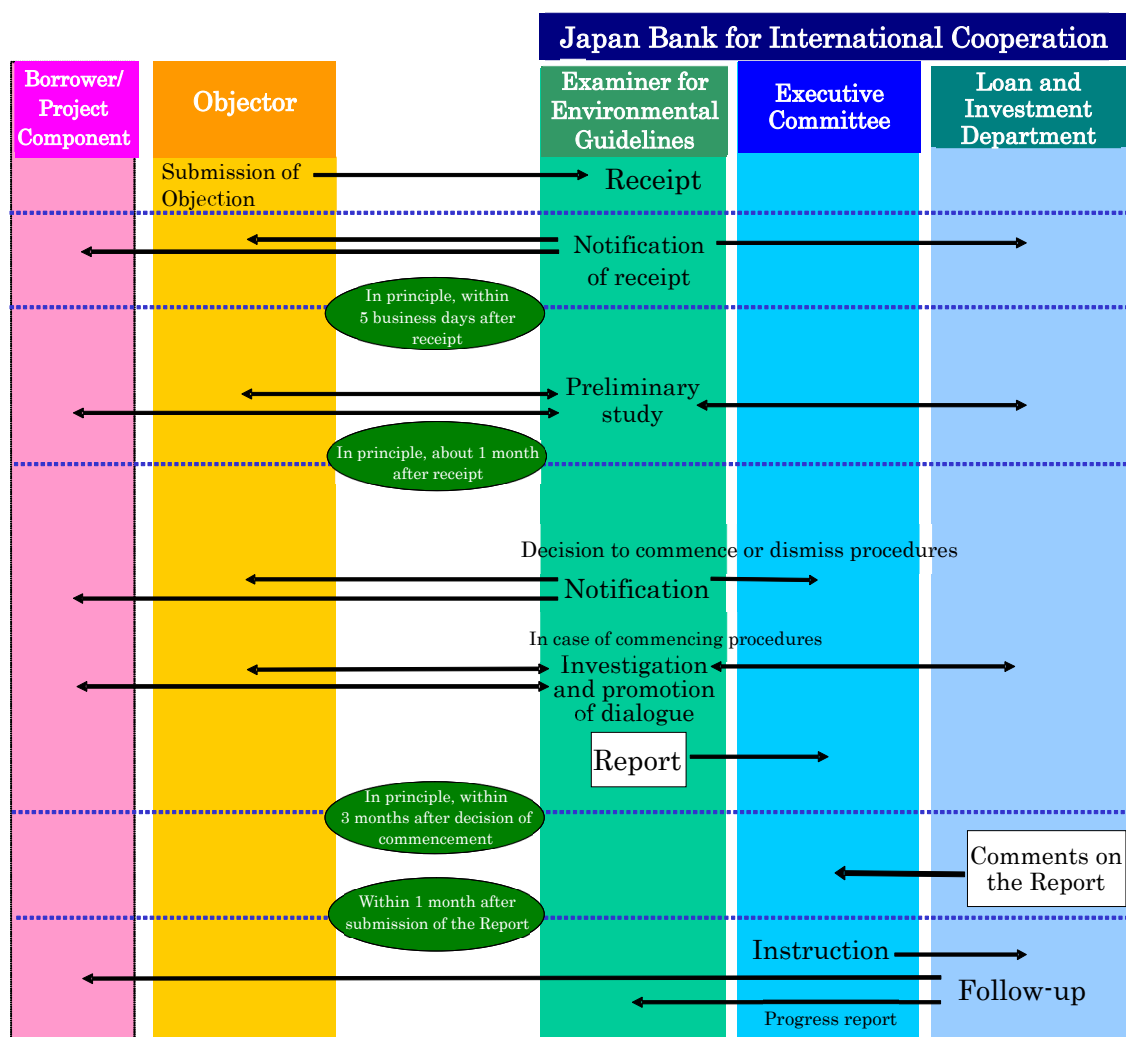 Japan Bank for International Cooperation
Borrower/
Project
Component
Objector
Examiner for
Environmental
Guidelines
Executive
Committee
Loan and
Investment
Department
Submission of
Objection
Receipt
Notification
of receipt
In principle, within
5 business days after
receipt
Preliminary
study
In principle, about 1 month
after receipt
Decision to commence or dismiss procedures
Notification
In case of commencing procedures
Investigation
and promotion
of dialogue
Report
In principle, within
3 months after decision of
commencement
Comments on
the Report
Within 1 month after
submission of the Report
Instruction
Follow-up
Progress report